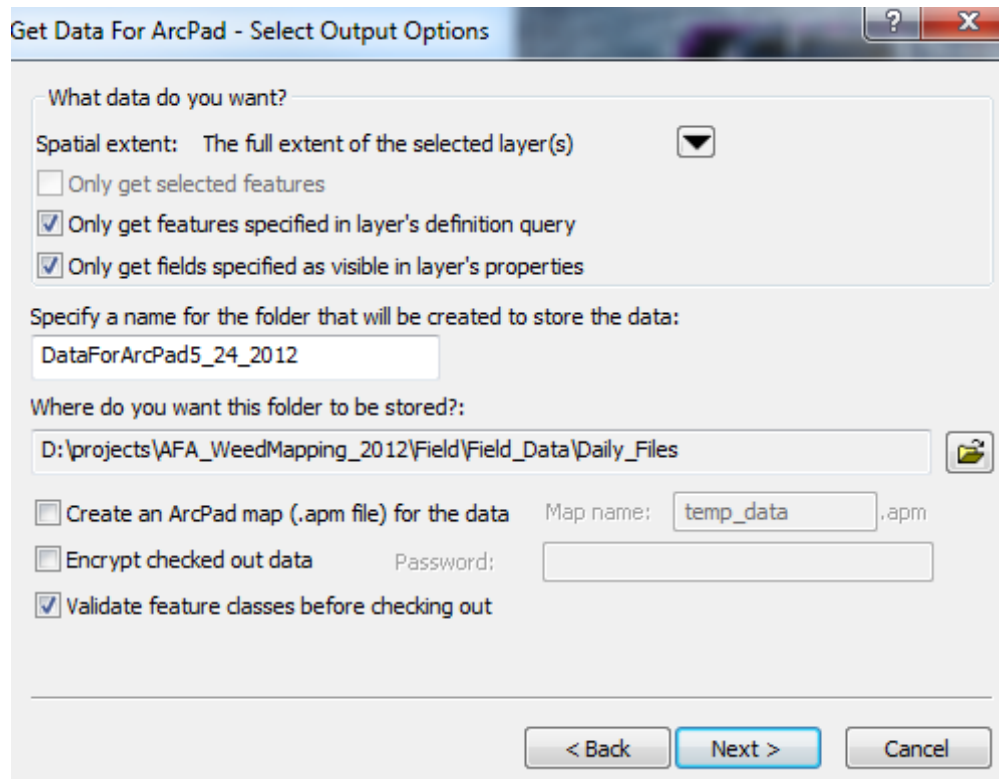 Get Data For ArcPad - Select Output Options
?
X
What data do you want?
Spatial extent: The full extent of the selected layer(s)
Only get selected features
Only get features specified in layer's definition query
Only get fields specified as visible in layer's properties
Specify a name for the folder that will be created to store the data:
DataForArcPad5_24_2012
Where do you want this folder to be stored?:
D:\projects\AFA_WeedMapping_2012\Field\Field_Data\Daily_Files
Create an ArcPad map (.apm file) for the data Map name: temp_data .apm
Encrypt checked out data Password:
Validate feature classes before checking out
< Back Next > Cancel